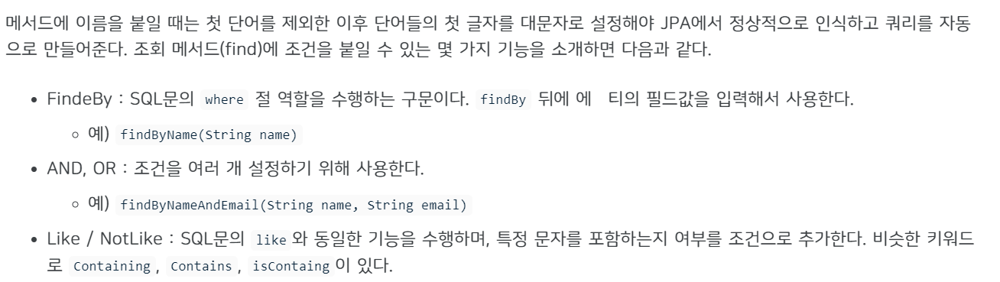 메서드에 이름을 붙일 때는 첫 단어를 제외한 이후 단어들의 첫 글자를 대문자로 설정해야 JPA에서 정상적으로 인식하고 쿼리를 자동
으로 만들어준다. 조회 메서드(find)에 조건을 붙일 수 있는 몇 가지 기능을 소개하면 다음과 같다.
• FindeBy : SQL문의 where 절 역할을 수행하는 구문이다. findBy 뒤에 에 티의 필드값을 입력해서 사용한다.
◦ 예) findByName(String name)
• AND, OR : 조건을 여러 개 설정하기 위해 사용한다.
◦ 예) findByNameAndEmail(String name, String email)
• Like / NotLike : SQL문의 like 와 동일한 기능을 수행하며, 특정 문자를 포함하는지 여부를 조건으로 추가한다. 비슷한 키워드
로 Containing , Contains , isContaing 이 있다.